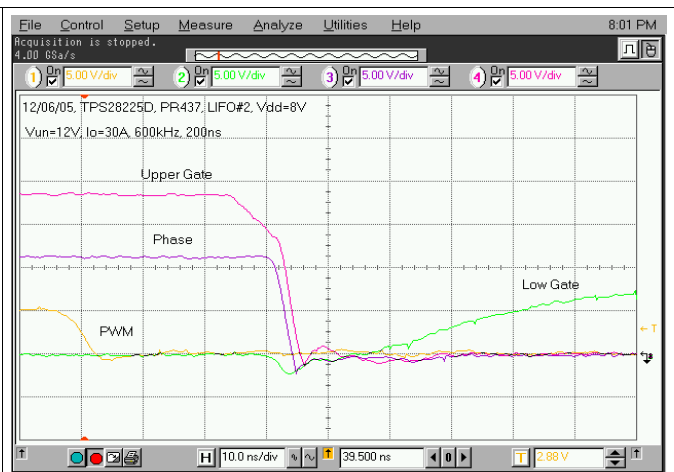 File Control Setup Measure Analyze Utilities Help 8:01 PM
Acquisition is stopped.
4.00 GSa/s
1 On 5.00 V/div 2 On 5.00 V/div 3 On 5.00 V/div 4 On 5.00 V/div
12/06/05, TPS28225D, PR437, LIFO#2, Vdd=8V
Vun=12V, Io=30A, 600kHz, 200ns
Upper Gate
Phase
Low Gate
PWM
T
H 10.0 ns/div 39.500 ns 0 T 2.88 V